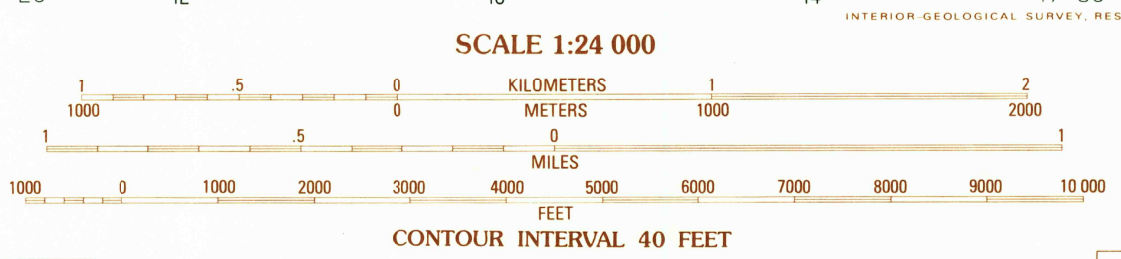 INTERIOR-GEOLOGICAL SURVEY, RES
SCALE 1:24 000
1 .5 0 KILOMETERS 1 2
1000 0 METERS 1000 2000
1 .5 0 1
MILES
1000 0 1000 2000 3000 4000 5000 6000 7000 8000 9000 10 000
FEET
CONTOUR INTERVAL 40 FEET